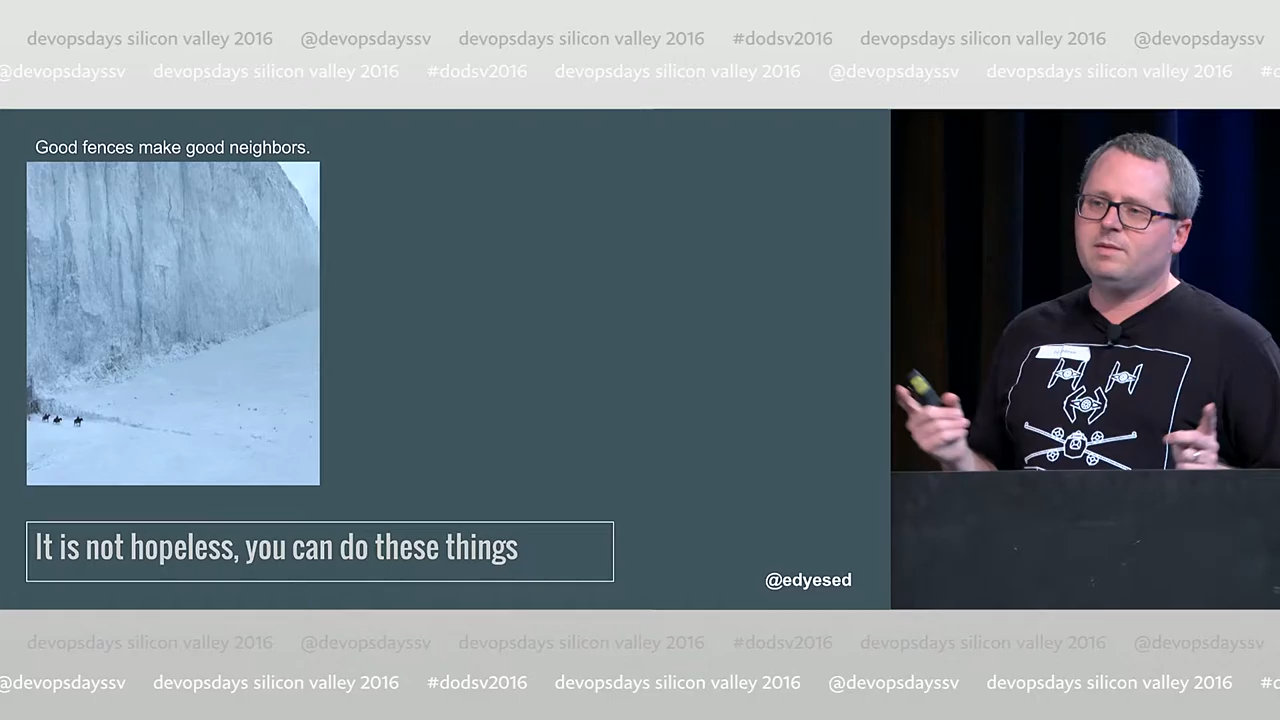 devopsdays silicon valley 2016 @devopsdayssv devopsdays silicon valley 2016 #dodsv2016 devopsdays silicon valley 2016 @devopsdayssv
@devopsdayssv devopsdays silicon valley 2016 #dodsv2016 devopsdays silicon valley 2016 @devopsdayssv devopsdays silicon valley 2016
Good fences make good neighbors.
It is not hopeless, you can do these things
@edyesed
devopsdays silicon valley 2016 @devopsdayssv devopsdays silicon valley 2016 #dodsv2016 devopsdays silicon valley 2016 @devopsdayssv
@devopsdayssv devopsdays silicon valley 2016 #dodsv2016 devopsdays silicon valley 2016 @devopsdayssv devopsdays silicon valley 2016